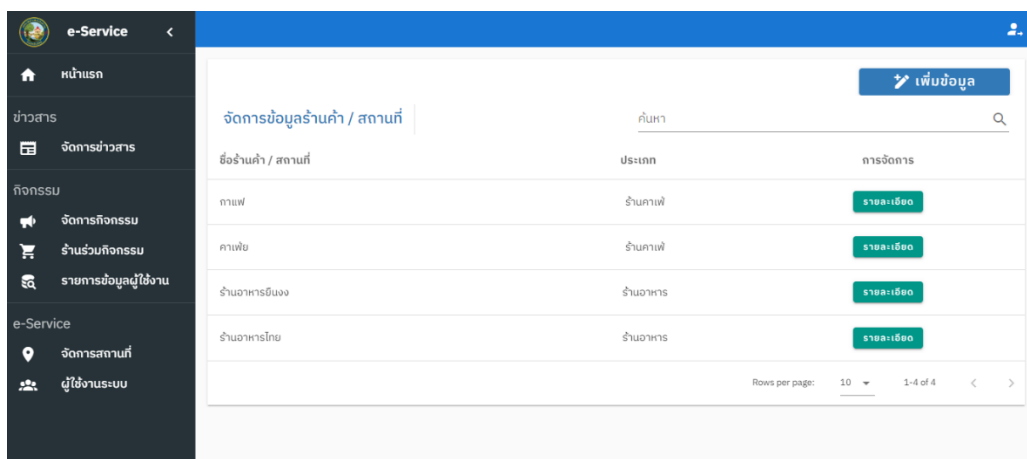 e-Service
หน้าแรก
ข่าวสาร
จัดการข่าวสาร
กิจกรรม
จัดการกิจกรรม
ร้านร่วมกิจกรรม
รายการข้อมูลผู้ใช้งาน
e-Service
จัดการสถานที่
ผู้ใช้งานระบบ
เพิ่มข้อมูล
จัดการข้อมูลร้านค้า / สถานที่
ค้นหา
ชื่อร้านค้า / สถานที่ ประเภท การจัดการ
กาแฟ ร้านคาเฟ่ รายละเอียด
คาเฟ่ย ร้านคาเฟ่ รายละเอียด
ร้านอาหารยืนงง ร้านอาหาร รายละเอียด
ร้านอาหารไทย ร้านอาหาร รายละเอียด
Rows per page: 10 1-4 of 4